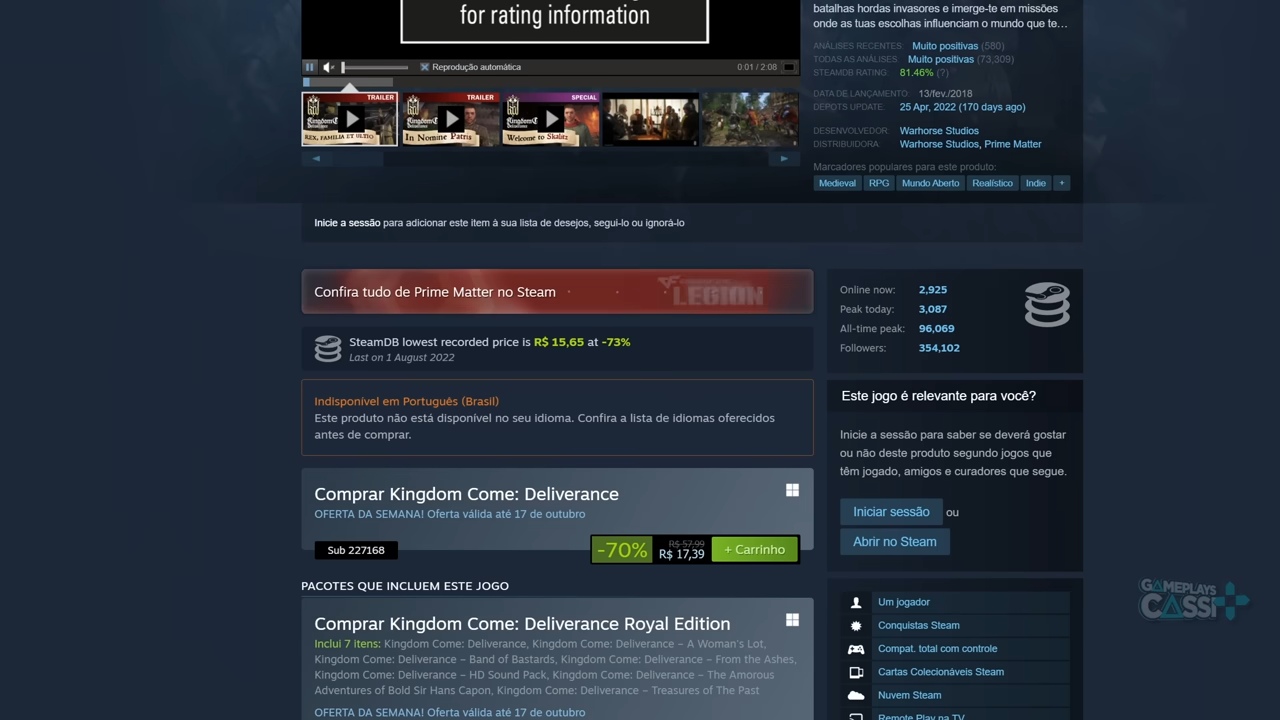 for rating information
Reprodução automática
0:01 / 2:08
TRAILER
REX, FAMILIA ET ULTIO
TRAILER
In Nomine Patris
SPECIAL
Welcome to Skalitz
batalhas hordas invasores e imerge-te em missões
onde as tuas escolhas influenciam o mundo que te…
ANÁLISES RECENTES: Muito positivas (580)
TODAS AS ANÁLISES: Muito positivas (73,309)
STEAMDB RATING: 81.46% (?)
DATA DE LANÇAMENTO: 13/fev./2018
DEPOTS UPDATE: 25 Apr, 2022 (170 days ago)
DESENVOLVEDOR: Warhorse Studios
DISTRIBUIDORA: Warhorse Studios, Prime Matter
Marcadores populares para este produto:
Medieval RPG Mundo Aberto Realístico Indie +
Inicie a sessão para adicionar este item à sua lista de desejos, segui-lo ou ignorá-lo
Confira tudo de Prime Matter no Steam
LEGION
SteamDB lowest recorded price is R$ 15,65 at -73%
Last on 1 August 2022
Indisponível em Português (Brasil)
Este produto não está disponível no seu idioma. Confira a lista de idiomas oferecidos
antes de comprar.
Comprar Kingdom Come: Deliverance
OFERTA DA SEMANA! Oferta válida até 17 de outubro
Sub 227168
-70%
R$ 57,99
R$ 17,39
+ Carrinho
PACOTES QUE INCLUEM ESTE JOGO
Comprar Kingdom Come: Deliverance Royal Edition
Inclui 7 itens: Kingdom Come: Deliverance, Kingdom Come: Deliverance – A Woman's Lot,
Kingdom Come: Deliverance – Band of Bastards, Kingdom Come: Deliverance – From the Ashes,
Kingdom Come: Deliverance – HD Sound Pack, Kingdom Come: Deliverance – The Amorous
Adventures of Bold Sir Hans Capon, Kingdom Come: Deliverance – Treasures of The Past
OFERTA DA SEMANA! Oferta válida até 17 de outubro
Online now: 2,925
Peak today: 3,087
All-time peak: 96,069
Followers: 354,102
Este jogo é relevante para você?
Inicie a sessão para saber se deverá gostar
ou não deste produto segundo jogos que
têm jogado, amigos e curadores que segue.
Iniciar sessão ou
Abrir no Steam
Um jogador
Conquistas Steam
Compat. total com controle
Cartas Colecionáveis Steam
Nuvem Steam
Remote Play na TV
GAMEPLAYS
CASSI